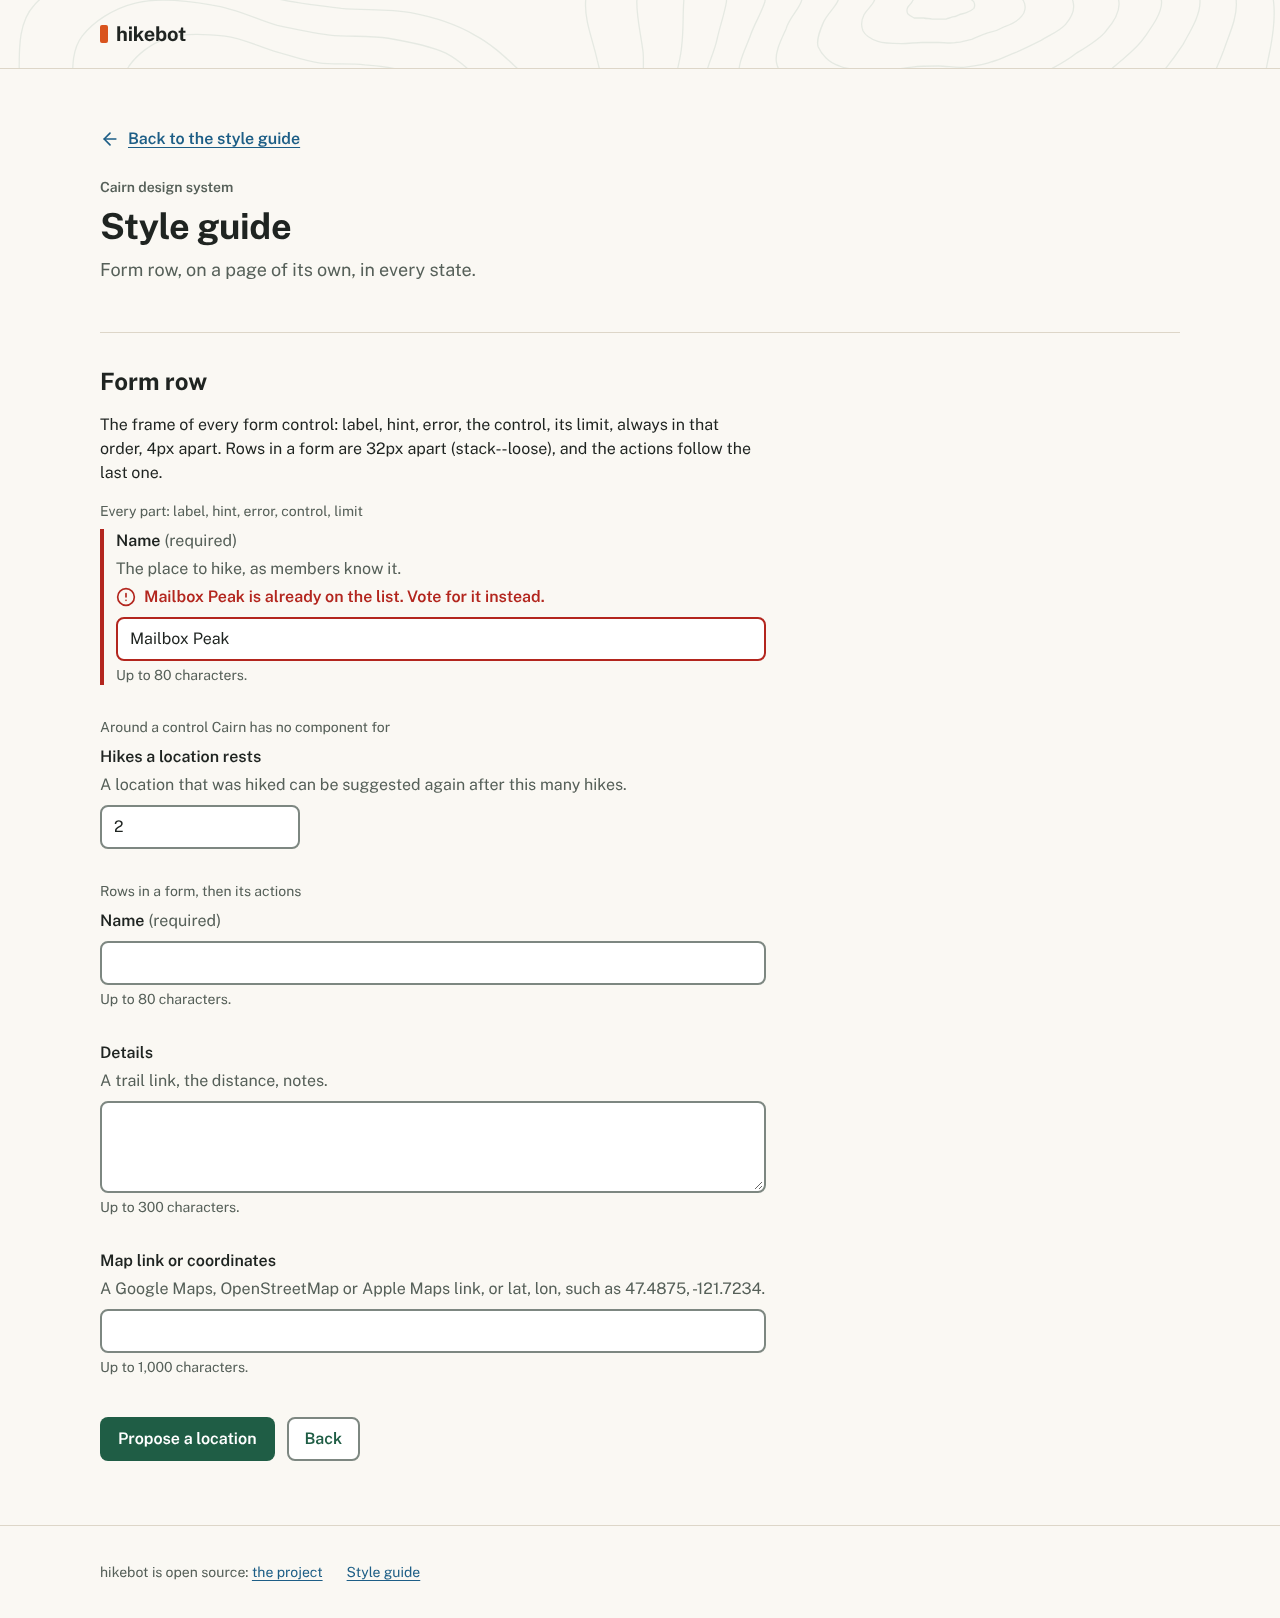 hikebot
Back to the style guide
Cairn design system
Style guide
Form row, on a page of its own, in every state.
Form row
The frame of every form control: label, hint, error, the control, its limit, always in that
order, 4px apart. Rows in a form are 32px apart (stack--loose), and the actions follow the
last one.
Every part: label, hint, error, control, limit
Name (required)
The place to hike, as members know it.
Mailbox Peak is already on the list. Vote for it instead.
Mailbox Peak
Up to 80 characters.
Around a control Cairn has no component for
Hikes a location rests
A location that was hiked can be suggested again after this many hikes.
2
Rows in a form, then its actions
Name (required)
Up to 80 characters.
Details
A trail link, the distance, notes.
Up to 300 characters.
Map link or coordinates
A Google Maps, OpenStreetMap or Apple Maps link, or lat, lon, such as 47.4875, -121.7234.
Up to 1,000 characters.
Propose a location Back
hikebot is open source: the project Style guide